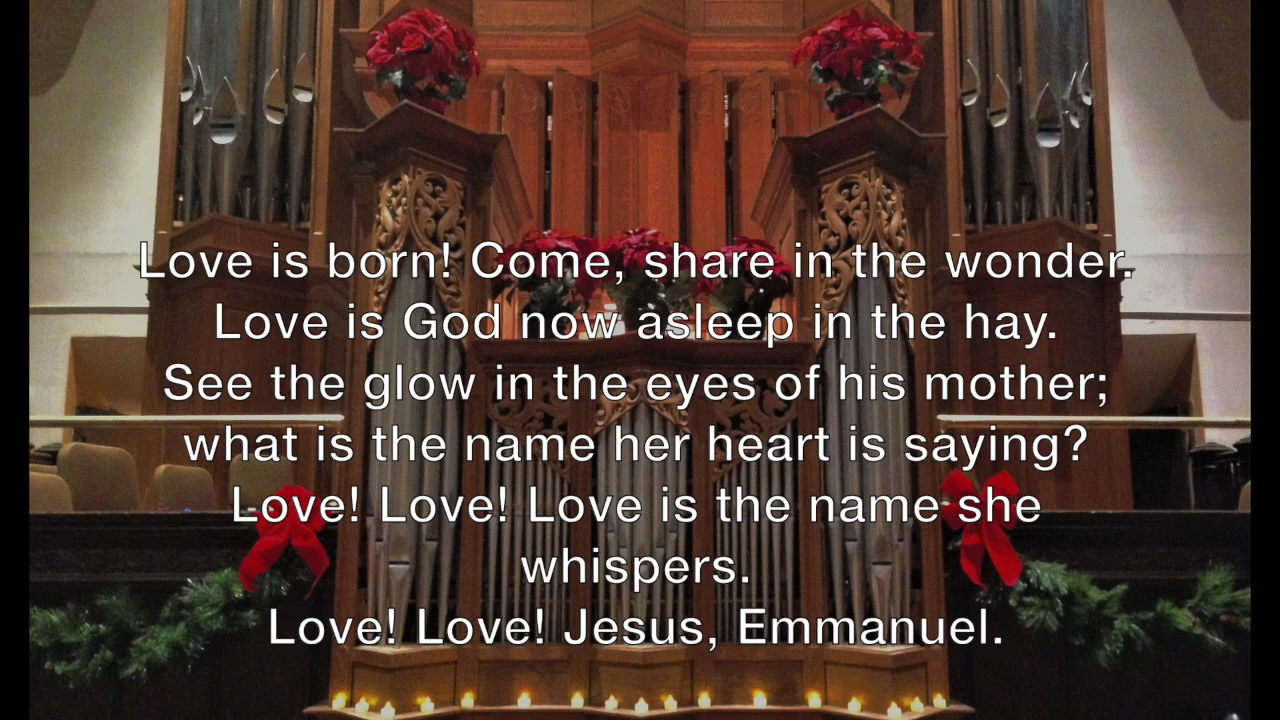 Love is born! Come, share in the wonder.
Love is God now asleep in the hay.
See the glow in the eyes of his mother;
what is the name her heart is saying?
Love! Love! Love is the name she
whispers.
Love! Love! Jesus, Emmanuel.